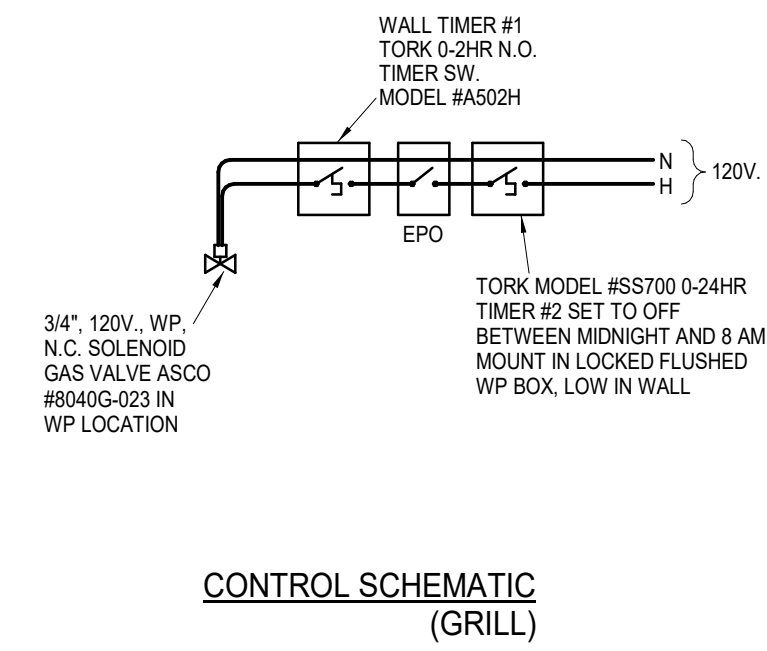 WALL TIMER #1
TORK 0-2HR N.O.
TIMER SW.
MODEL #A502H
N
H
120V.
EPO
TORK MODEL #SS700 0-24HR
TIMER #2 SET TO OFF
BETWEEN MIDNIGHT AND 8 AM
MOUNT IN LOCKED FLUSHED
WP BOX, LOW IN WALL
3/4", 120V., WP,
N.C. SOLENOID
GAS VALVE ASCO
#8040G-023 IN
WP LOCATION
CONTROL SCHEMATIC
(GRILL)